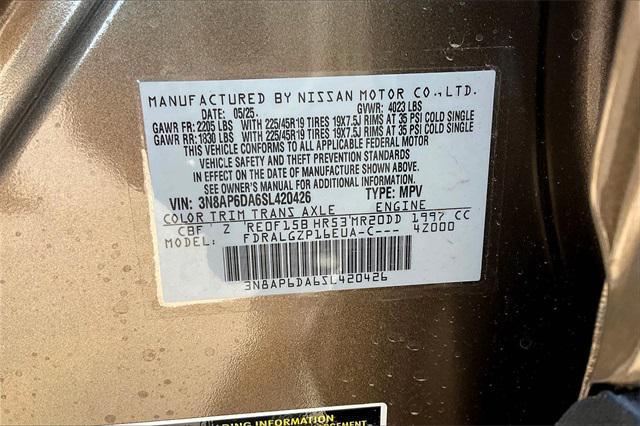 MANUFACTURED BY NISSAN MOTOR CO., LTD.
DATE: 05/25. GVWR: 4023 LBS
GAWR FR: 2205 LBS WITH 225/45R19 TIRES 19X7.5J RIMS AT 35 PSI COLD SINGLE
GAWR RR: 1830 LBS WITH 225/45R19 TIRES 19X7.5J RIMS AT 35 PSI COLD SINGLE
THIS VEHICLE CONFORMS TO ALL APPLICABLE FEDERAL MOTOR
VEHICLE SAFETY AND THEFT PREVENTION STANDARDS
IN EFFECT ON THE DATE OF MANUFACTURE SHOWN ABOVE.
SEE OWNER'S MANUAL FOR ADDITIONAL INFORMATION.
VIN: 3N8AP6DA6SL420426 TYPE: MPV
COLOR TRIM TRANS AXLE ENGINE
CBF Z RE0F15B HR53 MR20DD 1997 CC
MODEL: FDRALGZP16EUA-C--- 4Z000
3N8AP6DA6SL420426
INFORMATION